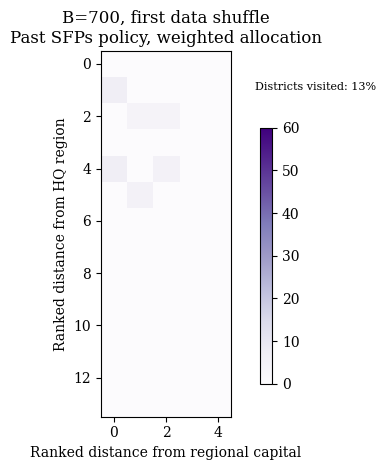 B=700, first data shuffle
Past SFPs policy, weighted allocation
Districts visited: 13%
Ranked distance from HQ region
0
2
4
6
8
10
12
0 2 4
Ranked distance from regional capital
60
50
40
30
20
10
0